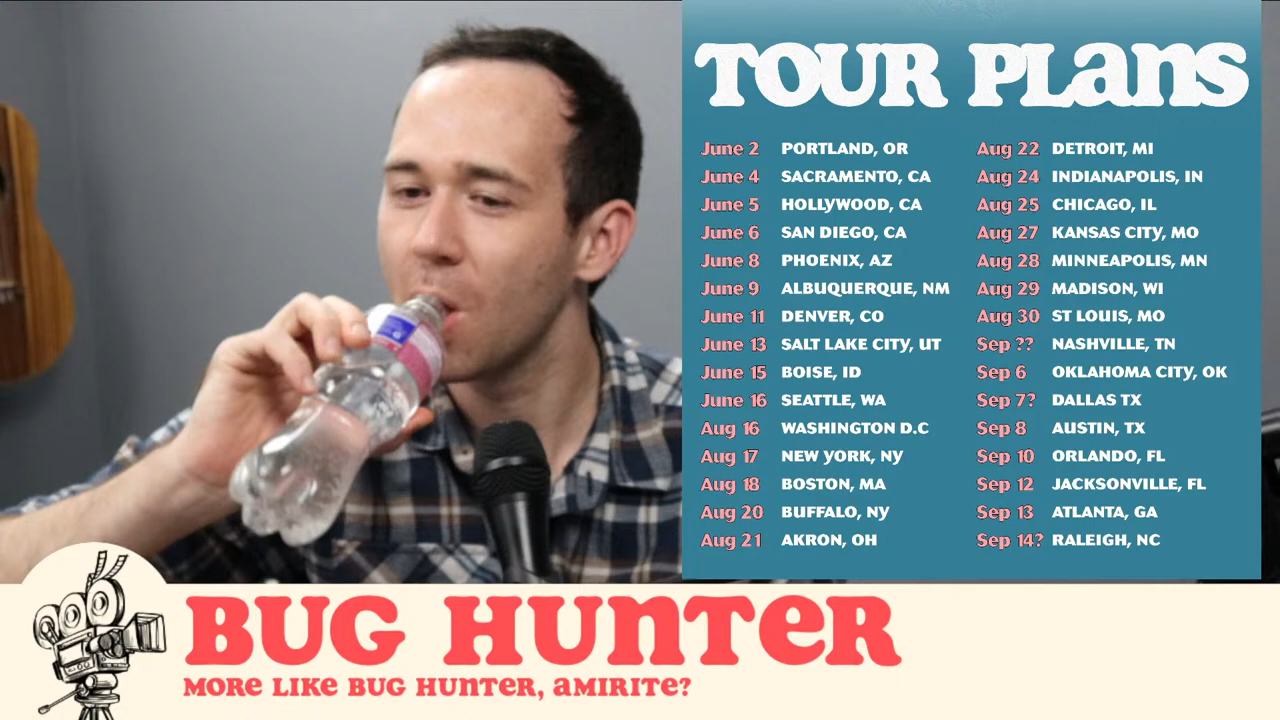 TOUR PLANS
June 2 PORTLAND, OR
June 4 SACRAMENTO, CA
June 5 HOLLYWOOD, CA
June 6 SAN DIEGO, CA
June 8 PHOENIX, AZ
June 9 ALBUQUERQUE, NM
June 11 DENVER, CO
June 13 SALT LAKE CITY, UT
June 15 BOISE, ID
June 16 SEATTLE, WA
Aug 16 WASHINGTON D.C
Aug 17 NEW YORK, NY
Aug 18 BOSTON, MA
Aug 20 BUFFALO, NY
Aug 21 AKRON, OH
Aug 22 DETROIT, MI
Aug 24 INDIANAPOLIS, IN
Aug 25 CHICAGO, IL
Aug 27 KANSAS CITY, MO
Aug 28 MINNEAPOLIS, MN
Aug 29 MADISON, WI
Aug 30 ST LOUIS, MO
Sep ?? NASHVILLE, TN
Sep 6 OKLAHOMA CITY, OK
Sep 7? DALLAS TX
Sep 8 AUSTIN, TX
Sep 10 ORLANDO, FL
Sep 12 JACKSONVILLE, FL
Sep 13 ATLANTA, GA
Sep 14? RALEIGH, NC
BUG HUNTER
MORE LIKE BUG HUNTER, AMIRITE?